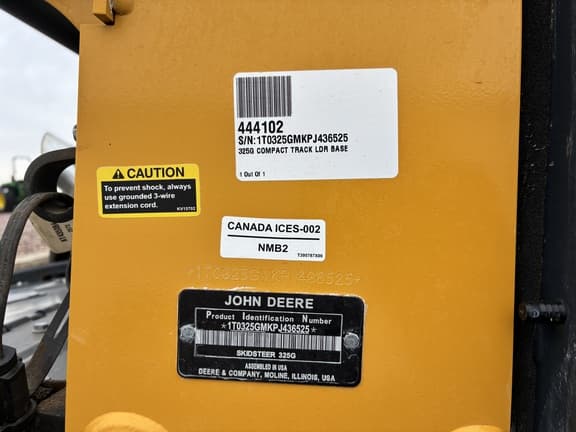 444102
S/N:1T0325GMKPJ436525
325G COMPACT TRACK LDR BASE
1 Out Of 1
CAUTION
To prevent shock, always
use grounded 3-wire
extension cord.
KV10752
CANADA ICES-002
NMB2
JOHN DEERE
Product Identification Number
*1T0325GMKPJ436525*
SKIDSTEER 325G
ASSEMBLED IN USA
DEERE & COMPANY, MOLINE, ILLINOIS, USA